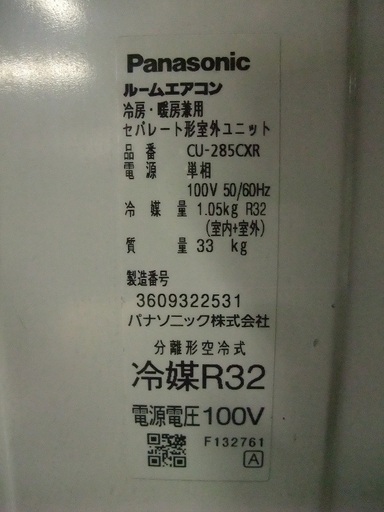 Panasonic
ルームエアコン
冷房・暖房兼用
セパレート形室外ユニット
品 番 CU-285CXR
電 源 単相
100V 50/60Hz
冷 媒 量 1.05kg R32
(室内+室外)
質 量 33 kg
製造番号
3609322531
パナソニック株式会社
分離形空冷式
冷媒R32
電源電圧100V
F132761
A